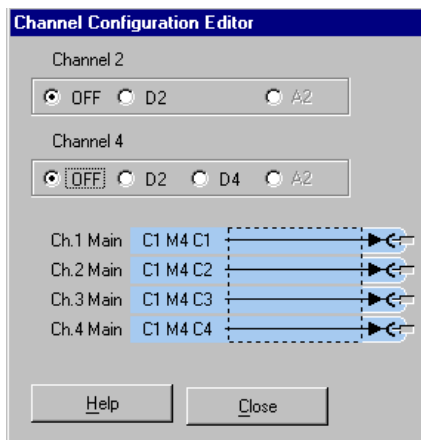 Channel Configuration Editor
Channel 2
OFF D2 A2
Channel 4
OFF D2 D4 A2
Ch.1 Main C1 M4 C1
Ch.2 Main C1 M4 C2
Ch.3 Main C1 M4 C3
Ch.4 Main C1 M4 C4
Help Close